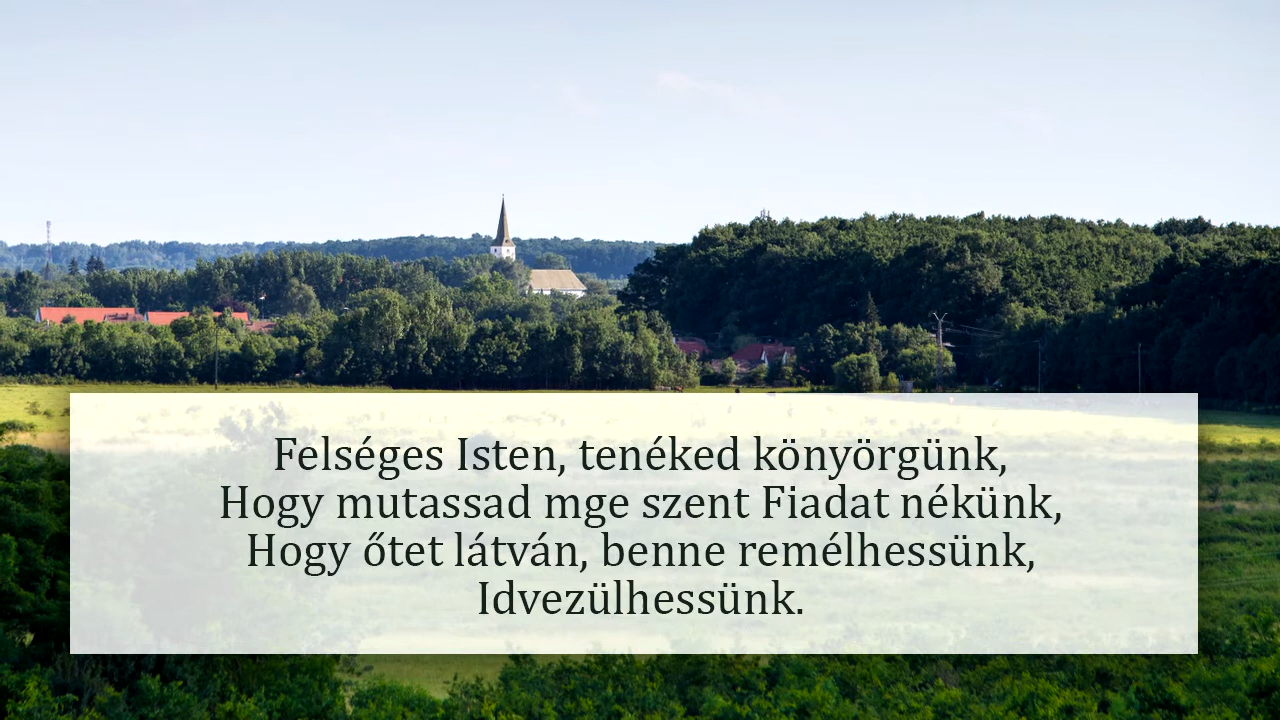 Felséges Isten, tenéked könyörgünk,
Hogy mutassad mge szent Fiadat nékünk,
Hogy őtet látván, benne remélhessünk,
Idvezülhessünk.